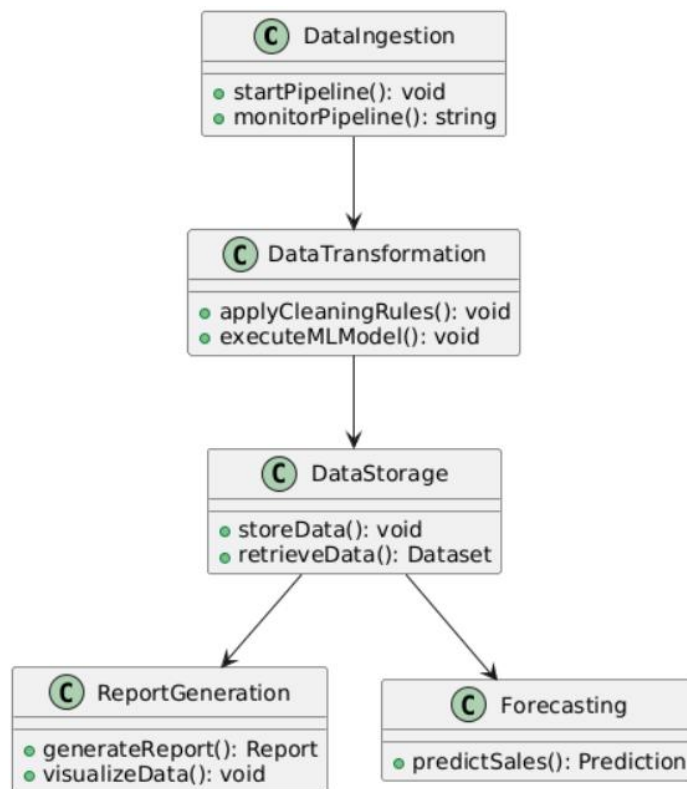 C DataIngestion
startPipeline(): void
monitorPipeline(): string
C DataTransformation
applyCleaningRules(): void
executeMLModel(): void
C DataStorage
storeData(): void
retrieveData(): Dataset
C ReportGeneration
generateReport(): Report
visualizeData(): void
C Forecasting
predictSales(): Prediction